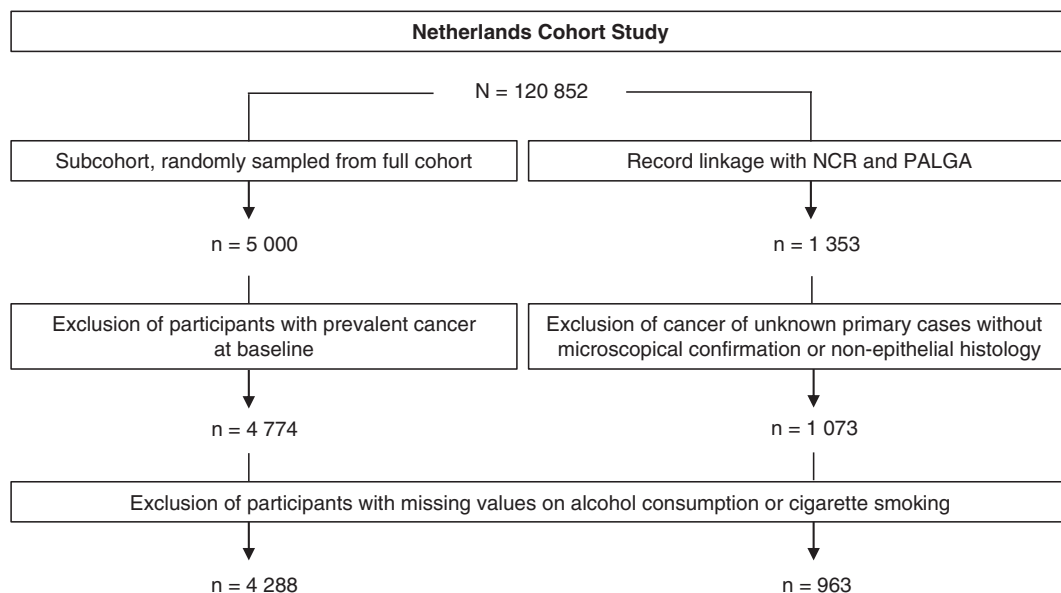 Netherlands Cohort Study
N = 120 852
Subcohort, randomly sampled from full cohort
Record linkage with NCR and PALGA
n = 5 000
n = 1 353
Exclusion of participants with prevalent cancer
at baseline
Exclusion of cancer of unknown primary cases without
microscopical confirmation or non-epithelial histology
n = 4 774
n = 1 073
Exclusion of participants with missing values on alcohol consumption or cigarette smoking
n = 4 288
n = 963